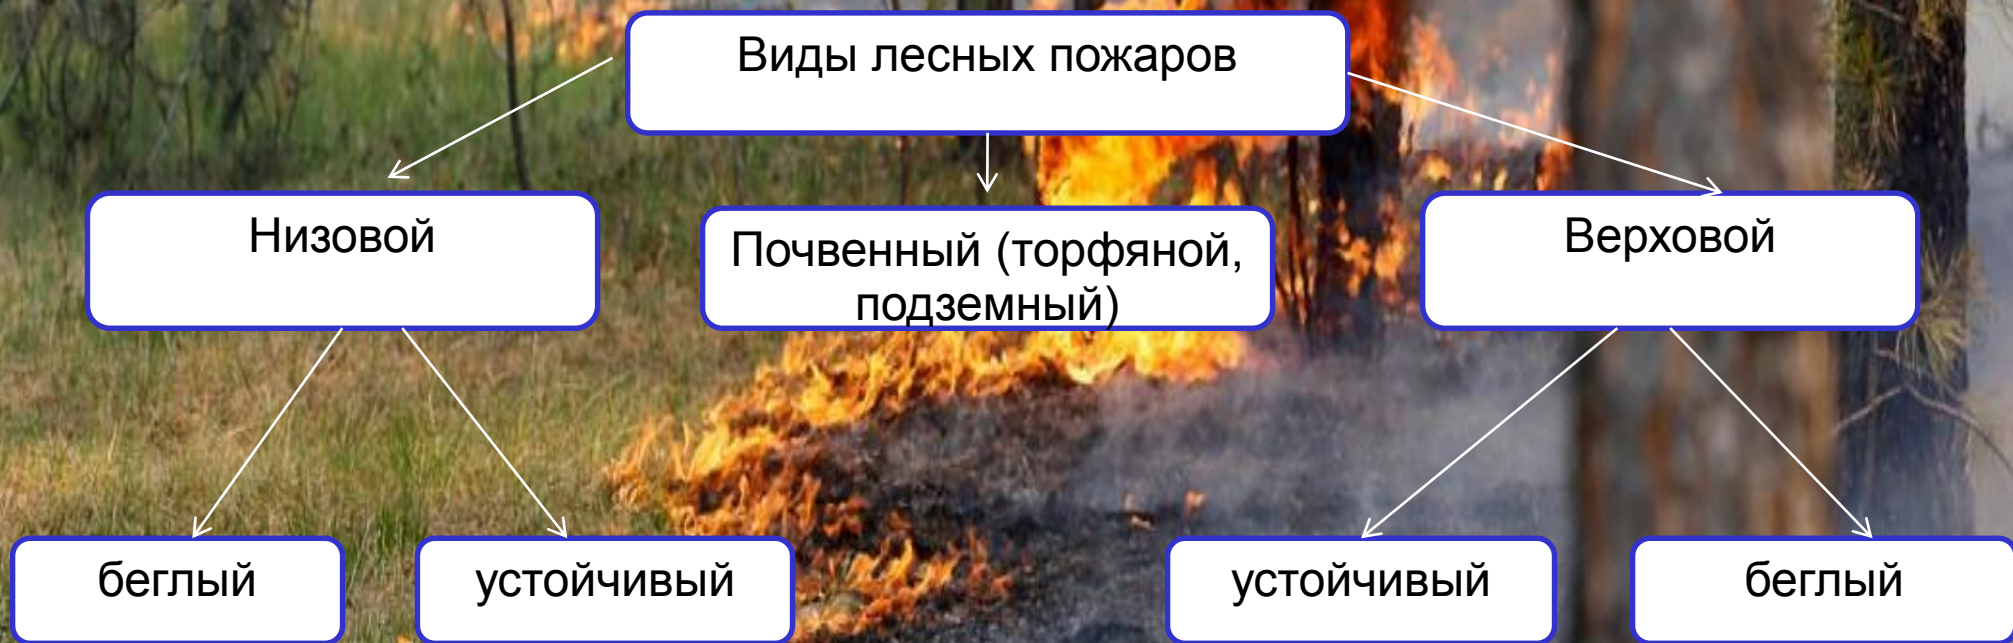 Виды лесных пожаров
Низовой
Почвенный (торфяной,
подземный)
Верховой
беглый
устойчивый
устойчивый
беглый